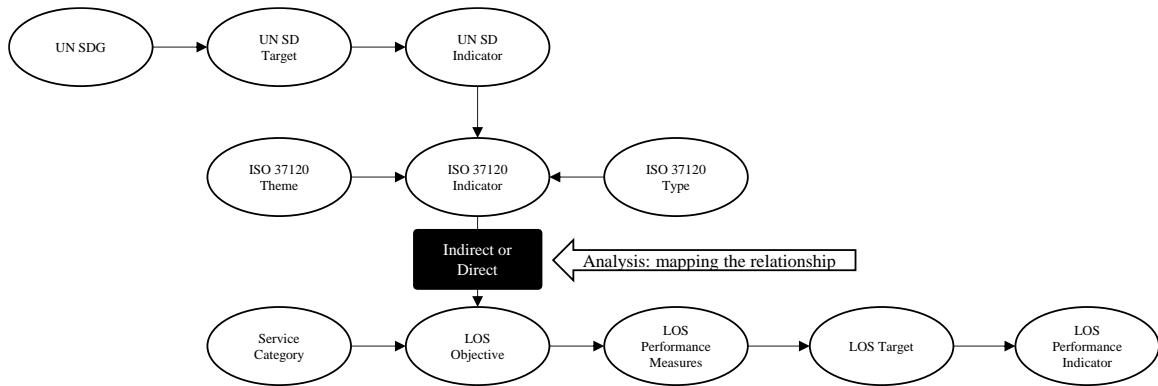 UN SDG
UN SD
Target
UN SD
Indicator
ISO 37120
Theme
ISO 37120
Indicator
ISO 37120
Type
Indirect or
Direct
Analysis: mapping the relationship
Service
Category
LOS
Objective
LOS
Performance
Measures
LOS Target
LOS
Performance
Indicator